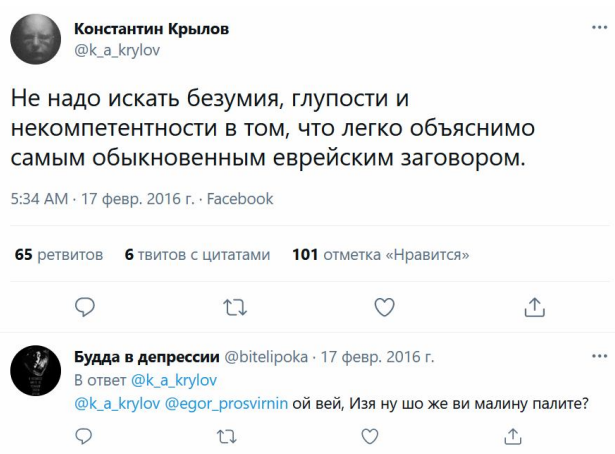 Константин Крылов
@k_a_krylov
Не надо искать безумия, глупости и
некомпетентности в том, что легко объяснимо
самым обыкновенным еврейским заговором.
5:34 AM · 17 февр. 2016 г. · Facebook
65 ретвитов 6 твитов с цитатами 101 отметка «Нравится»
Будда в депрессии @bitelipoka · 17 февр. 2016 г.
В ответ @k_a_krylov
@k_a_krylov @egor_prosvirnin ой вей, Изя ну шо же ви малину палите?